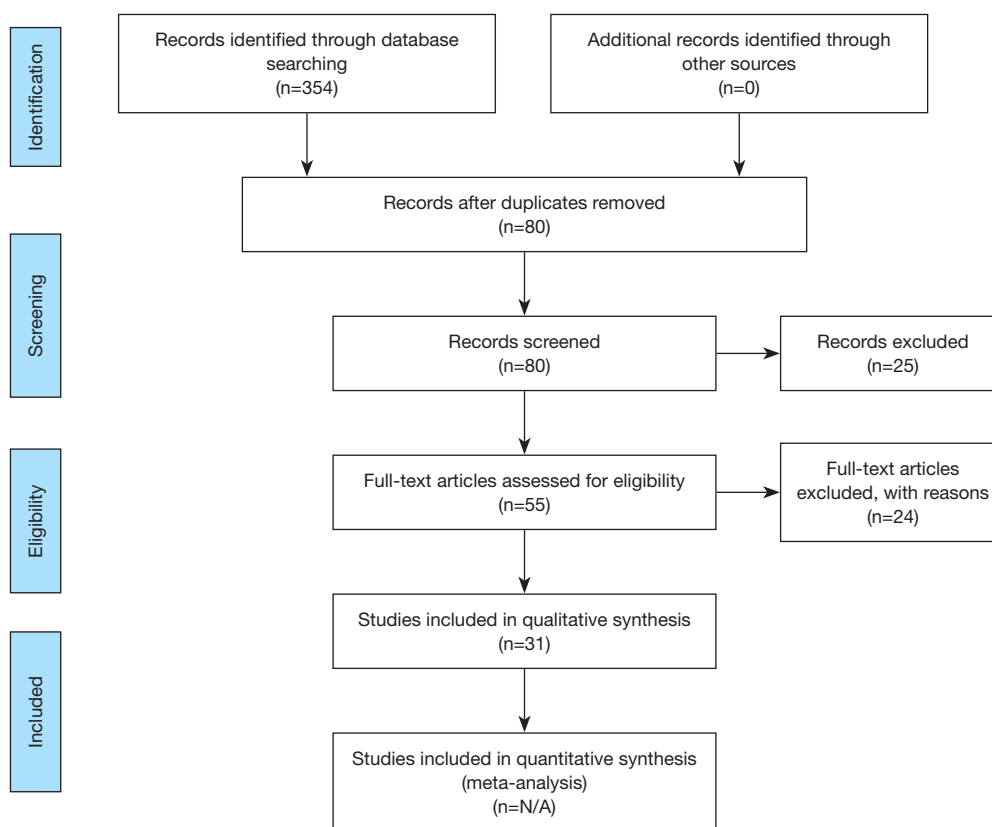 Identification
Records identified through database
searching
(n=354)
Additional records identified through
other sources
(n=0)
Records after duplicates removed
(n=80)
Screening
Records screened
(n=80)
Records excluded
(n=25)
Eligibility
Full-text articles assessed for eligibility
(n=55)
Full-text articles
excluded, with reasons
(n=24)
Studies included in qualitative synthesis
(n=31)
Included
Studies included in quantitative synthesis
(meta-analysis)
(n=N/A)